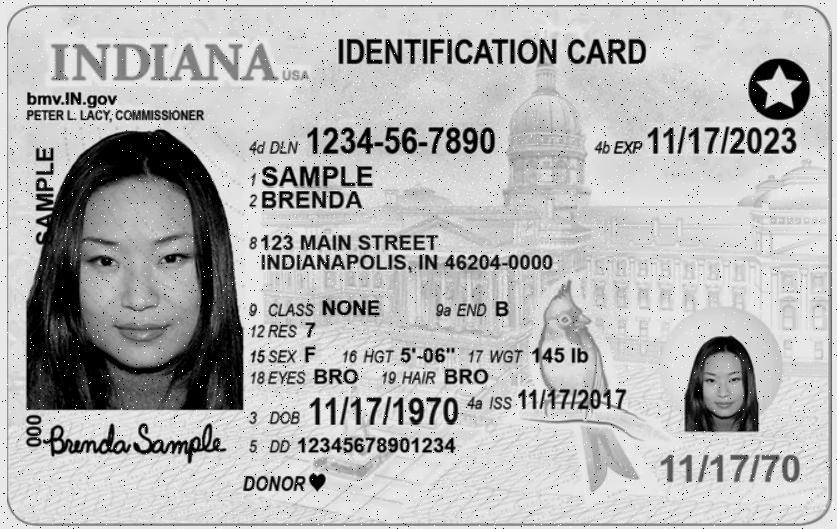 INDIANA USA
IDENTIFICATION CARD
bmv.IN.gov
PETER L. LACY, COMMISSIONER
SAMPLE
4d DLN 1234-56-7890
4b EXP 11/17/2023
1 SAMPLE
2 BRENDA
8 123 MAIN STREET
INDIANAPOLIS, IN 46204-0000
9 CLASS NONE 9a END B
12 RES 7
15 SEX F 16 HGT 5'-06" 17 WGT 145 lb
18 EYES BRO 19 HAIR BRO
3 DOB 11/17/1970 4a ISS 11/17/2017
000
Brenda Sample
5 DD 12345678901234
11/17/70
DONOR